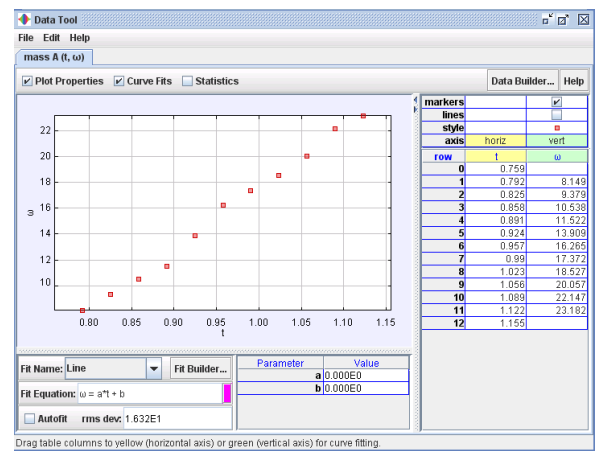 Data Tool
File Edit Help
mass A (t, ω)
Plot Properties Curve Fits Statistics Data Builder... Help
22
20
18
16
14
12
10
ω
0.80 0.85 0.90 0.95 1.00 1.05 1.10 1.15
t
markers
lines
style
axis horiz vert
row t ω
0 0.759
1 0.792 8.149
2 0.825 9.379
3 0.858 10.538
4 0.891 11.522
5 0.924 13.909
6 0.957 16.265
7 0.99 17.372
8 1.023 18.527
9 1.056 20.057
10 1.089 22.147
11 1.122 23.182
12 1.155
Fit Name: Line Fit Builder...
Fit Equation: ω = a*t + b
Autofit rms dev: 1.632E1
Parameter Value
a 0.000E0
b 0.000E0
Drag table columns to yellow (horizontal axis) or green (vertical axis) for curve fitting.